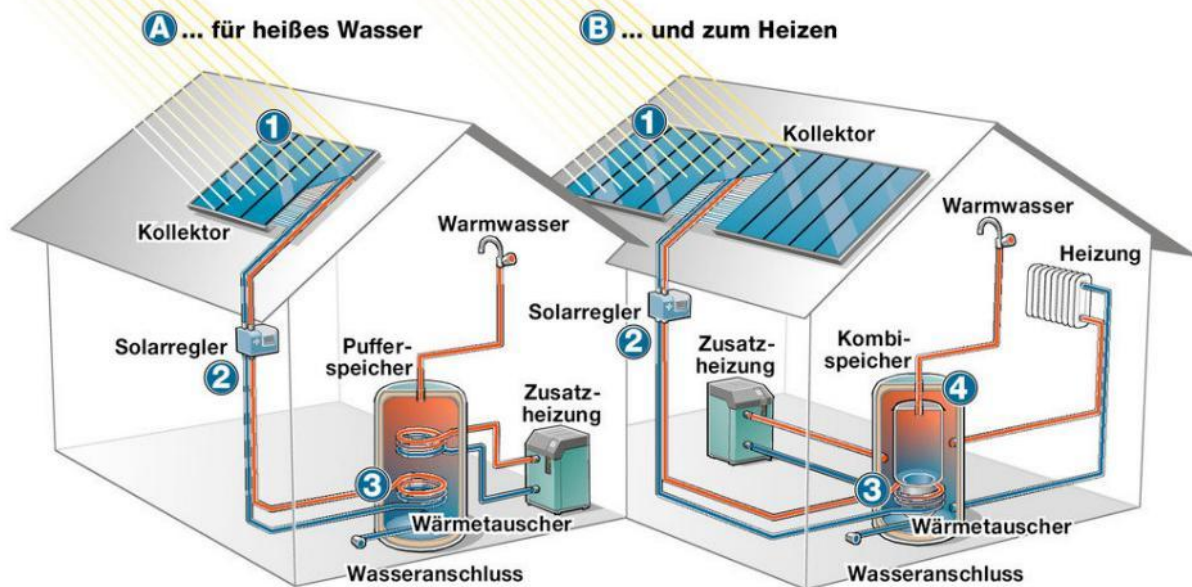 A ... für heißes Wasser
1
Kollektor
Warmwasser
Solarregler
2
Puffer-
speicher
Zusatz-
heizung
3
Wärmetauscher
Wasseranschluss
B ... und zum Heizen
1
Kollektor
Warmwasser
Heizung
Solarregler
2
Zusatz-
heizung
Kombi-
speicher
4
3
Wärmetauscher
Wasseranschluss